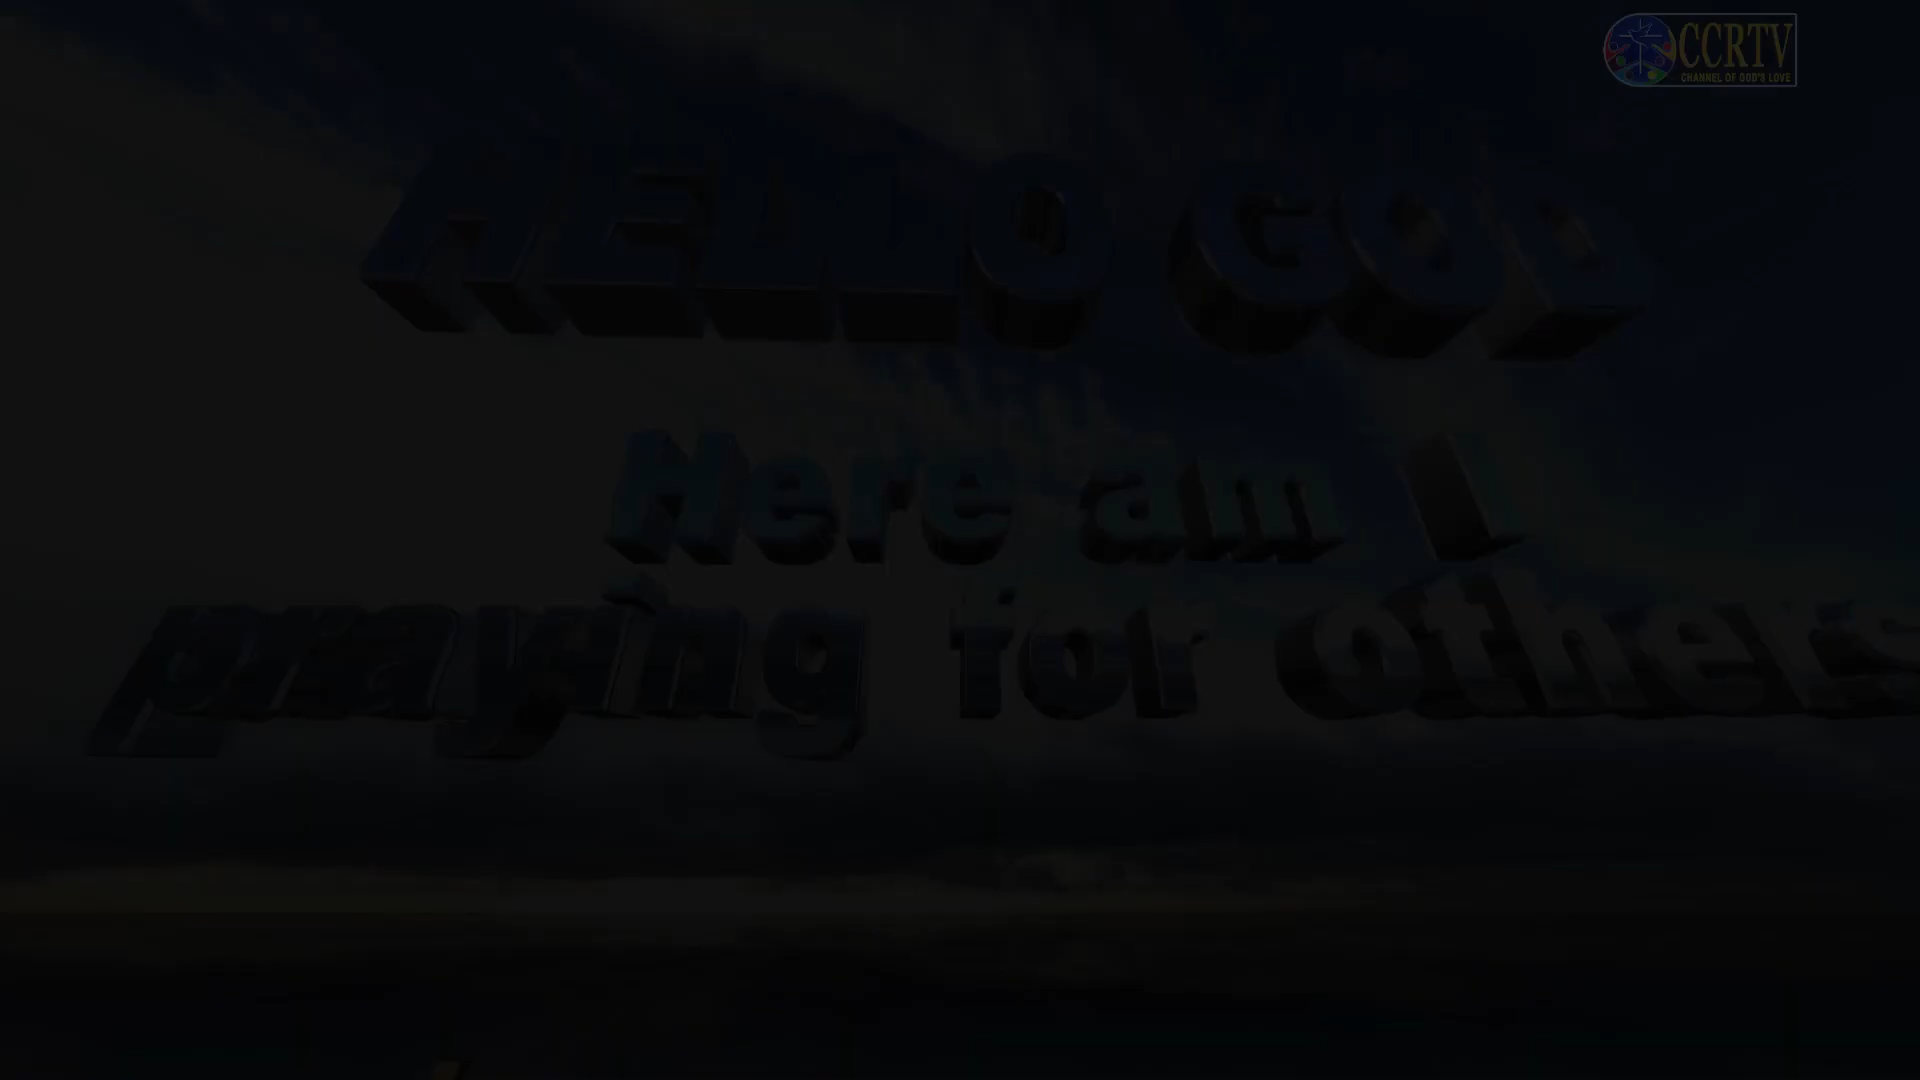 CCRTV
CHANNEL OF GOD'S LOVE
HELLO GOD
Here am I
praying for others